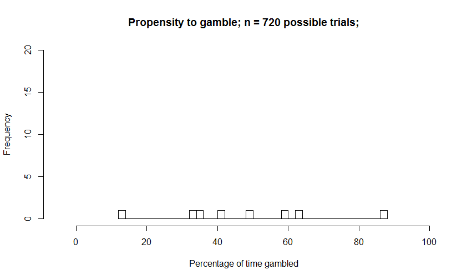 Propensity to gamble; n = 720 possible trials;
Frequency
20
15
10
5
0
0 20 40 60 80 100
Percentage of time gambled